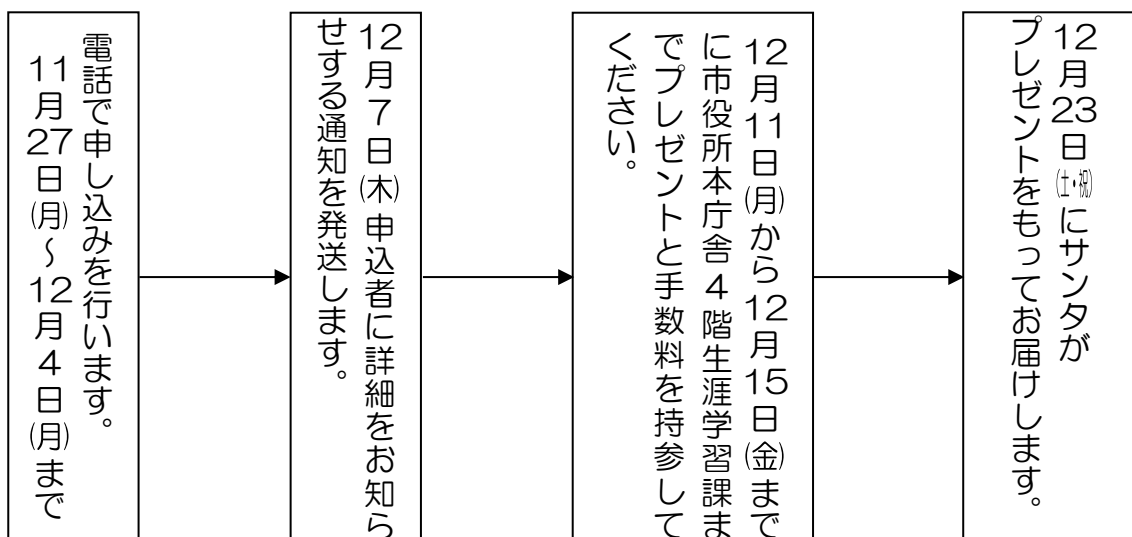 電話で申し込みを行います。
11月27日(月)～12月4日(月)まで
12月7日(木)申込者に詳細をお知ら
せする通知を発送します。
12月11日(月)から12月15日(金)まで
に市役所本庁舎4階生涯学習課ま
でプレゼントと手数料を持参して
ください。
12月23日(土・祝)にサンタが
プレゼントをもってお届けします。